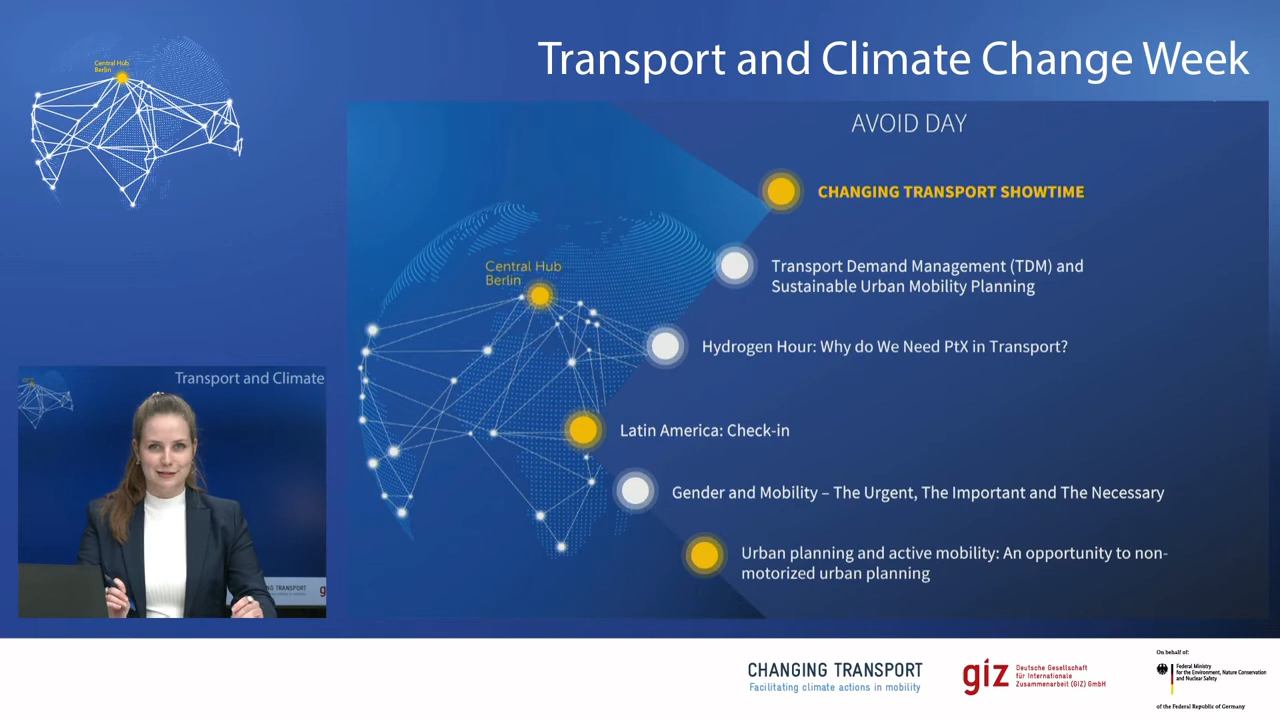 Transport and Climate Change Week
Central Hub
Berlin
AVOID DAY
CHANGING TRANSPORT SHOWTIME
Transport Demand Management (TDM) and
Sustainable Urban Mobility Planning
Central Hub
Berlin
Hydrogen Hour: Why do We Need PtX in Transport?
Latin America: Check-in
Gender and Mobility – The Urgent, The Important and The Necessary
Urban planning and active mobility: An opportunity to non-
motorized urban planning
Transport and Climate
NG TRANSPORT
g
CHANGING TRANSPORT
Facilitating climate actions in mobility
giz
Deutsche Gesellschaft
für Internationale
Zusammenarbeit (GIZ) GmbH
On behalf of:
Federal Ministry
for the Environment, Nature Conservation
and Nuclear Safety
of the Federal Republic of Germany